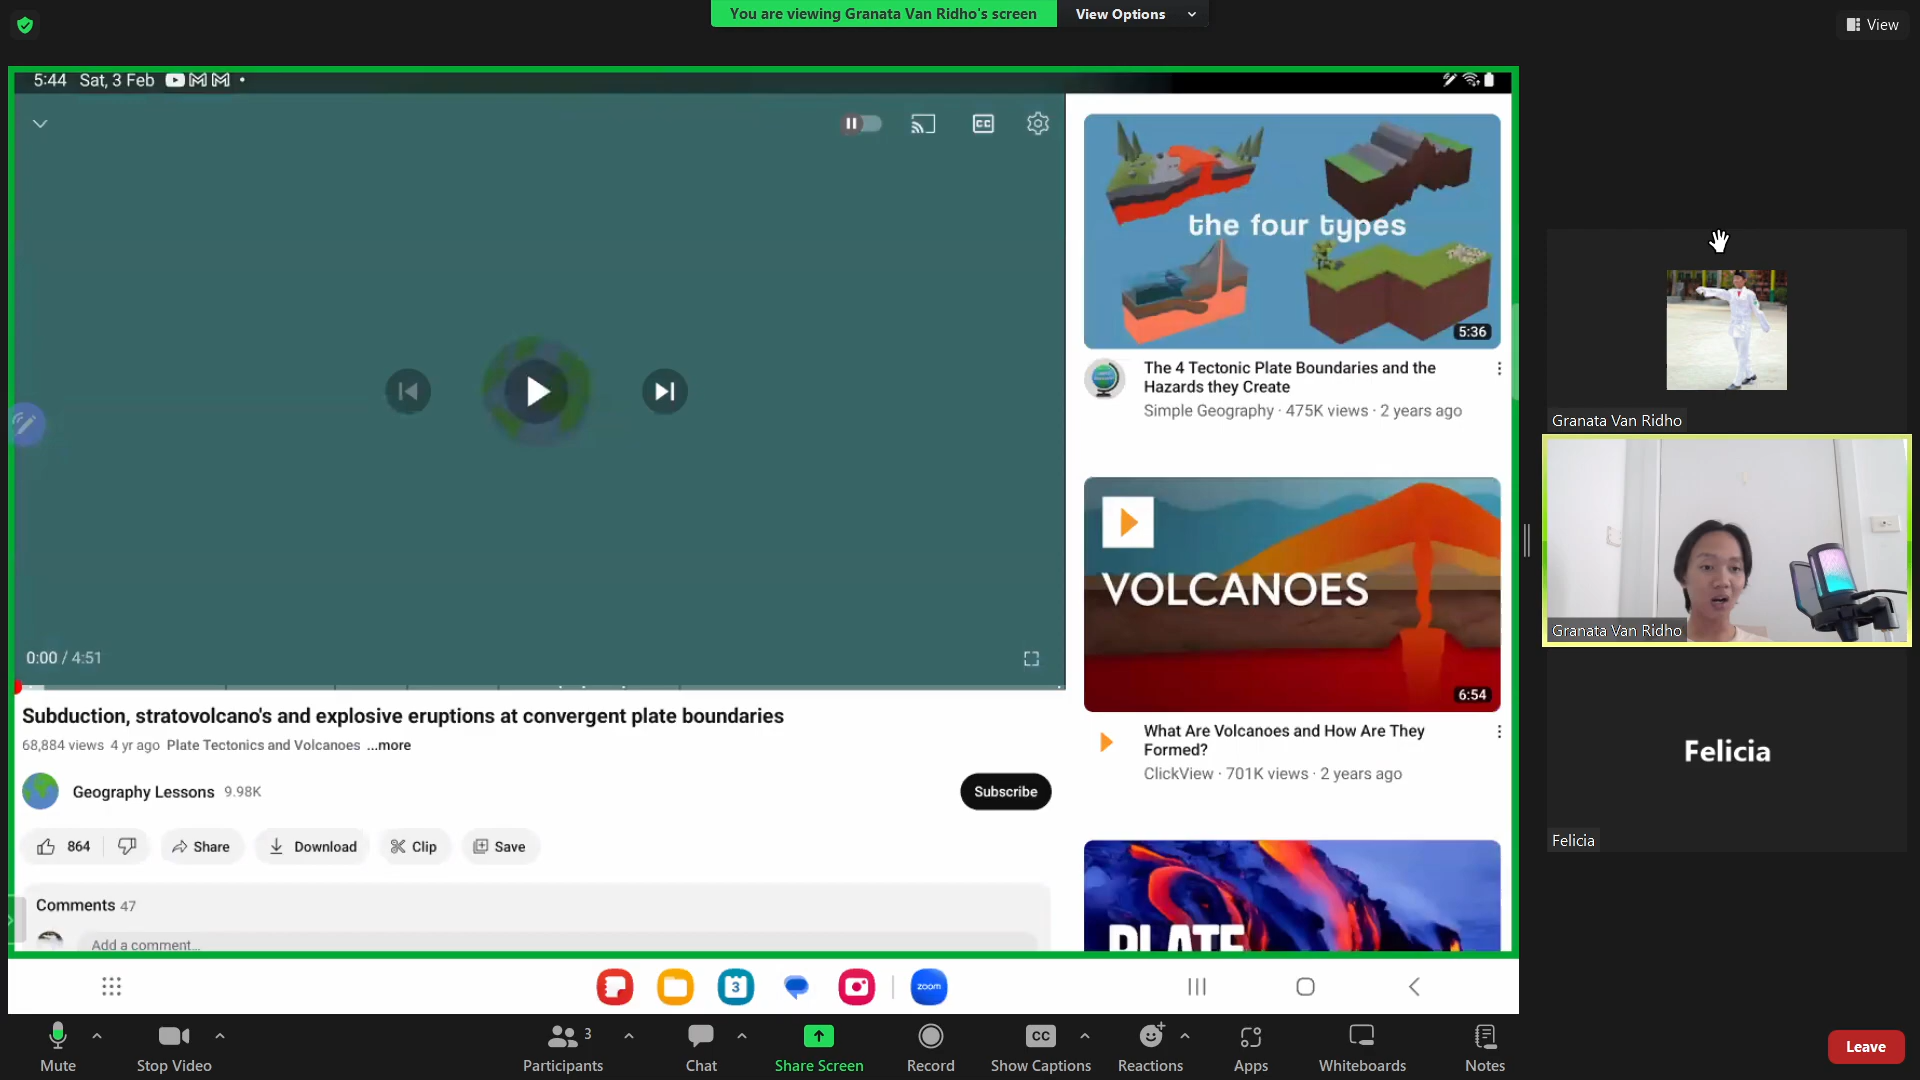 You are viewing Granata Van Ridho's screen
View Options
View
5:44 Sat, 3 Feb
CC
0:00 / 4:51
Subduction, stratovolcano's and explosive eruptions at convergent plate boundaries
68,884 views 4 yr ago Plate Tectonics and Volcanoes ...more
Geography Lessons 9.98K
Subscribe
864
Share
Download
Clip
Save
Comments 47
Add a comment...
the four types
5:36
The 4 Tectonic Plate Boundaries and the
Hazards they Create
Simple Geography · 475K views · 2 years ago
VOLCANOES
6:54
What Are Volcanoes and How Are They
Formed?
ClickView · 701K views · 2 years ago
PLATE
Granata Van Ridho
Granata Van Ridho
Felicia
Felicia
3
zoom
Mute
Stop Video
Participants
3
Chat
Share Screen
Record
CC
Show Captions
Reactions
Apps
Whiteboards
Notes
Leave